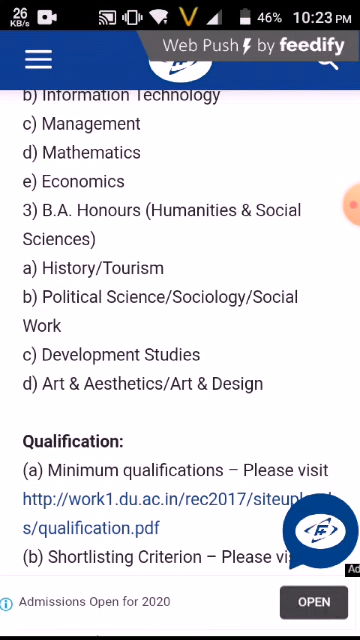 26 KB/s 46% 10:23 PM
Web Push by feedify
b) Information Technology
c) Management
d) Mathematics
e) Economics
3) B.A. Honours (Humanities & Social
Sciences)
a) History/Tourism
b) Political Science/Sociology/Social
Work
c) Development Studies
d) Art & Aesthetics/Art & Design
Qualification:
(a) Minimum qualifications – Please visit
http://work1.du.ac.in/rec2017/siteupload
s/qualification.pdf
(b) Shortlisting Criterion – Please
Ad
Admissions Open for 2020
OPEN